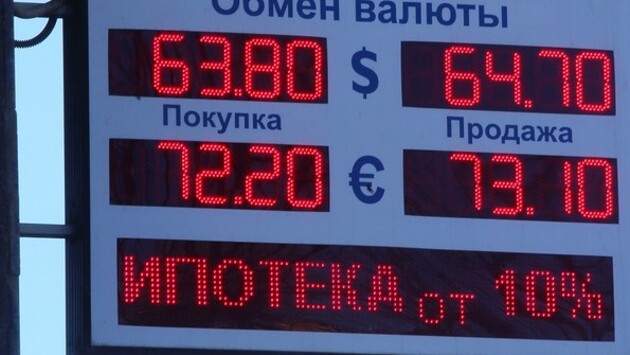 Обмен валюты
63.80 $ 64.70
Покупка Продажа
72.20 € 73.10
ИПОТЕКА от 10%